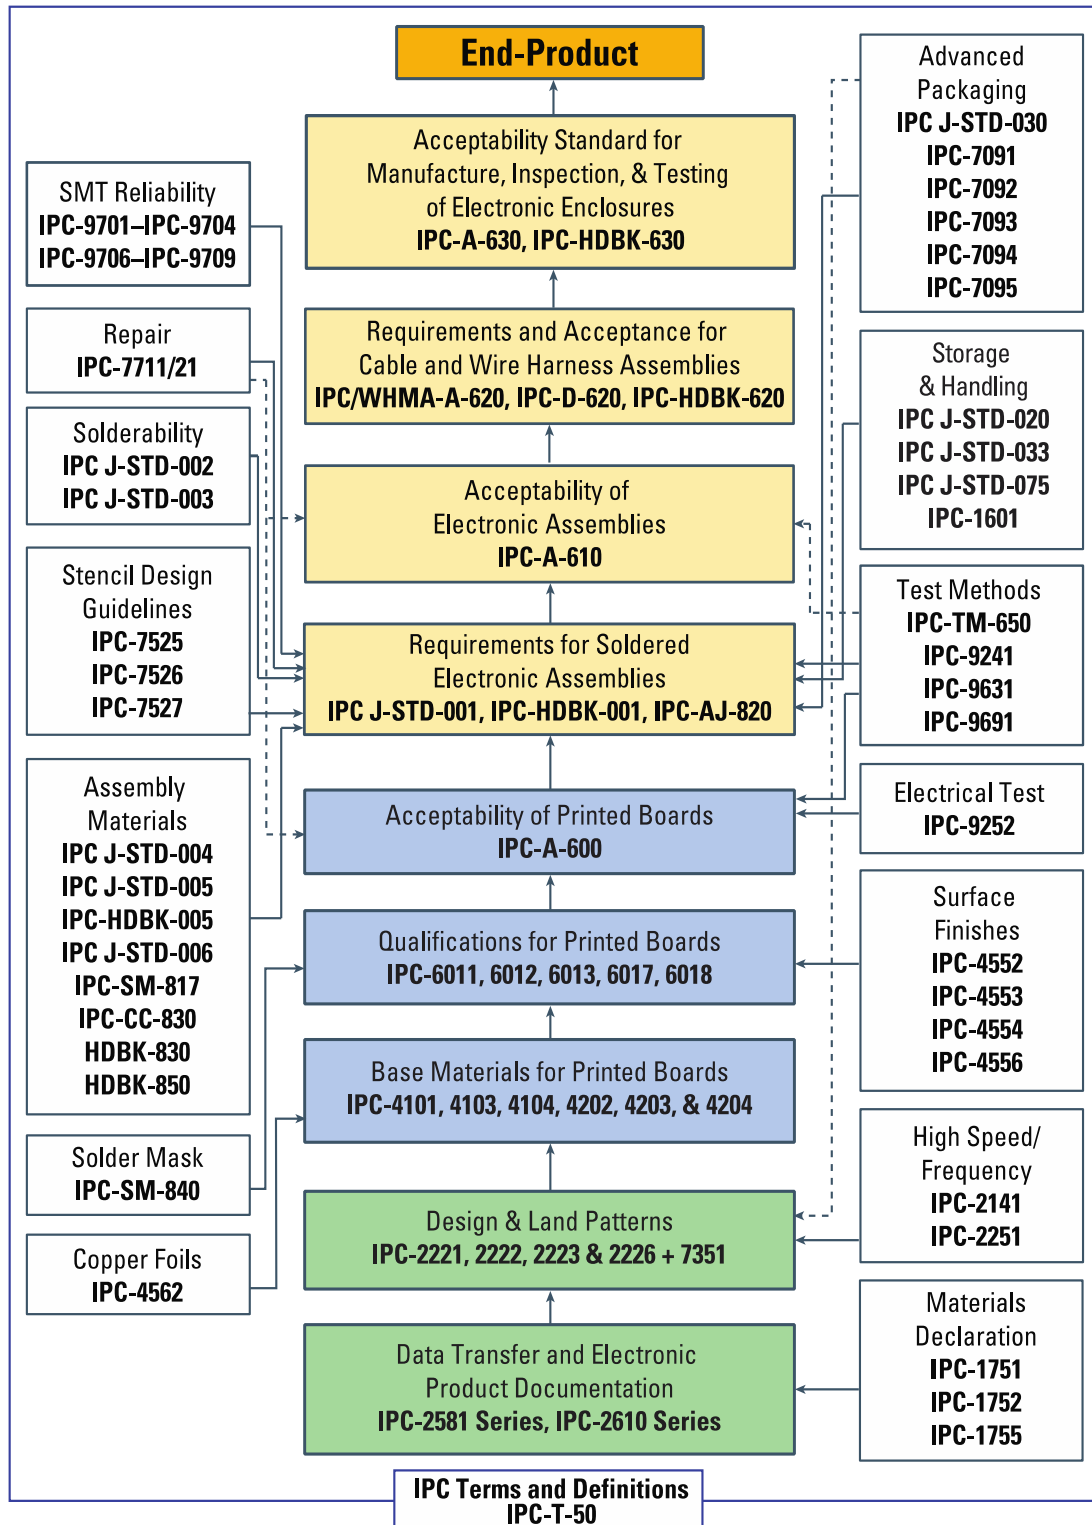 End-Product
Acceptability Standard for
Manufacture, Inspection, & Testing
of Electronic Enclosures
IPC-A-630, IPC-HDBK-630
Requirements and Acceptance for
Cable and Wire Harness Assemblies
IPC/WHMA-A-620, IPC-D-620, IPC-HDBK-620
Acceptability of
Electronic Assemblies
IPC-A-610
Requirements for Soldered
Electronic Assemblies
IPC J-STD-001, IPC-HDBK-001, IPC-AJ-820
Acceptability of Printed Boards
IPC-A-600
Qualifications for Printed Boards
IPC-6011, 6012, 6013, 6017, 6018
Base Materials for Printed Boards
IPC-4101, 4103, 4104, 4202, 4203, & 4204
Design & Land Patterns
IPC-2221, 2222, 2223 & 2226 + 7351
Data Transfer and Electronic
Product Documentation
IPC-2581 Series, IPC-2610 Series
SMT Reliability
IPC-9701–IPC-9704
IPC-9706–IPC-9709
Repair
IPC-7711/21
Solderability
IPC J-STD-002
IPC J-STD-003
Stencil Design
Guidelines
IPC-7525
IPC-7526
IPC-7527
Assembly
Materials
IPC J-STD-004
IPC J-STD-005
IPC-HDBK-005
IPC J-STD-006
IPC-SM-817
IPC-CC-830
HDBK-830
HDBK-850
Solder Mask
IPC-SM-840
Copper Foils
IPC-4562
Advanced
Packaging
IPC J-STD-030
IPC-7091
IPC-7092
IPC-7093
IPC-7094
IPC-7095
Storage
& Handling
IPC J-STD-020
IPC J-STD-033
IPC J-STD-075
IPC-1601
Test Methods
IPC-TM-650
IPC-9241
IPC-9631
IPC-9691
Electrical Test
IPC-9252
Surface
Finishes
IPC-4552
IPC-4553
IPC-4554
IPC-4556
High Speed/
Frequency
IPC-2141
IPC-2251
Materials
Declaration
IPC-1751
IPC-1752
IPC-1755
IPC Terms and Definitions
IPC-T-50